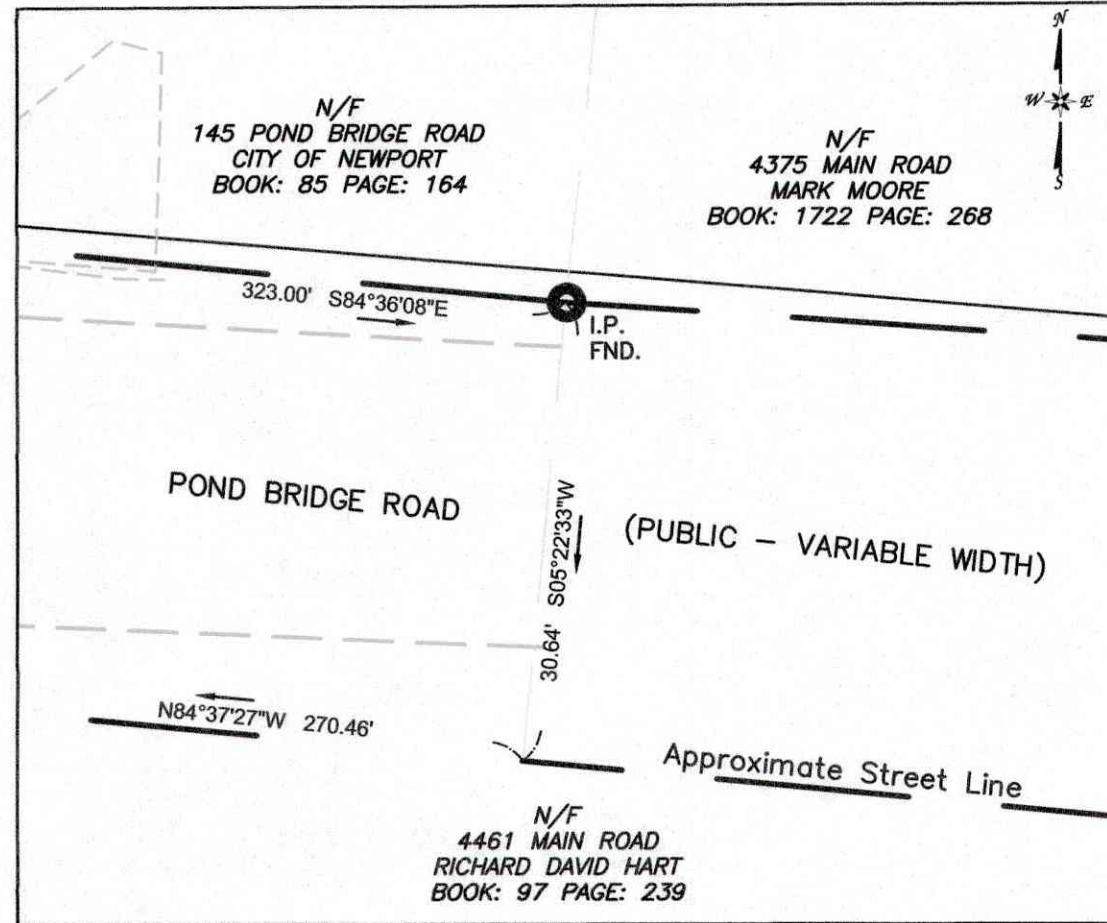 N
W E
S
N/F
145 POND BRIDGE ROAD
CITY OF NEWPORT
BOOK: 85 PAGE: 164
N/F
4375 MAIN ROAD
MARK MOORE
BOOK: 1722 PAGE: 268
323.00' S84°36'08"E
I.P.
FND.
POND BRIDGE ROAD
(PUBLIC – VARIABLE WIDTH)
30.64' S05°22'33"W
N84°37'27"W 270.46'
Approximate Street Line
N/F
4461 MAIN ROAD
RICHARD DAVID HART
BOOK: 97 PAGE: 239